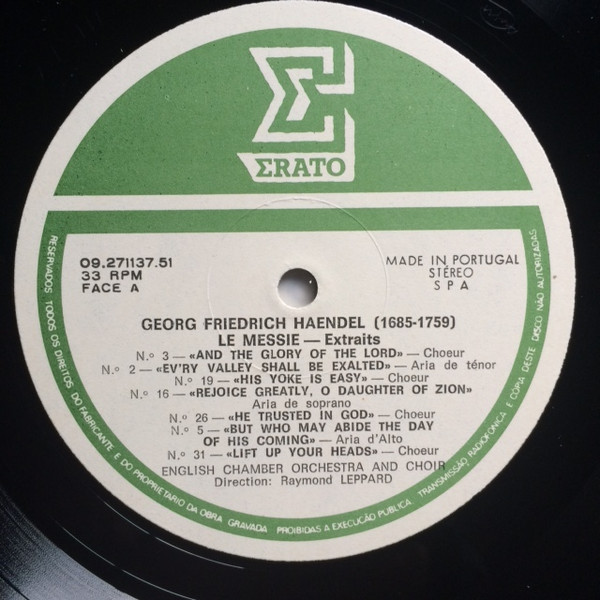 ΣRATO
09.271137.51
33 RPM
FACE A
MADE IN PORTUGAL
STÉREO
S P A
GEORG FRIEDRICH HAENDEL (1685-1759)
LE MESSIE — Extraits
N.º 3 — «AND THE GLORY OF THE LORD» — Choeur
N.º 2 — «EV'RY VALLEY SHALL BE EXALTED» — Aria de ténor
N.º 19 — «HIS YOKE IS EASY» — Choeur
N.º 16 — «REJOICE GREATLY, O DAUGHTER OF ZION»
Aria de soprano
N.º 26 — «HE TRUSTED IN GOD» — Choeur
N.º 5 — «BUT WHO MAY ABIDE THE DAY
OF HIS COMING» — Aria d'Alto
N.º 31 — «LIFT UP YOUR HEADS» — Choeur
ENGLISH CHAMBER ORCHESTRA AND CHOIR
Direction: Raymond LEPPARD
RESERVADOS TODOS OS DIREITOS DO FABRICANTE E DO PROPRIETARIO DA OBRA GRAVADA PROIBIDAS A EXECUÇÃO PUBLICA TRANSMISSÃO RADIOFÓNICA E CÓPIA DÊSTE DISCO NÃO AUTORIZADAS